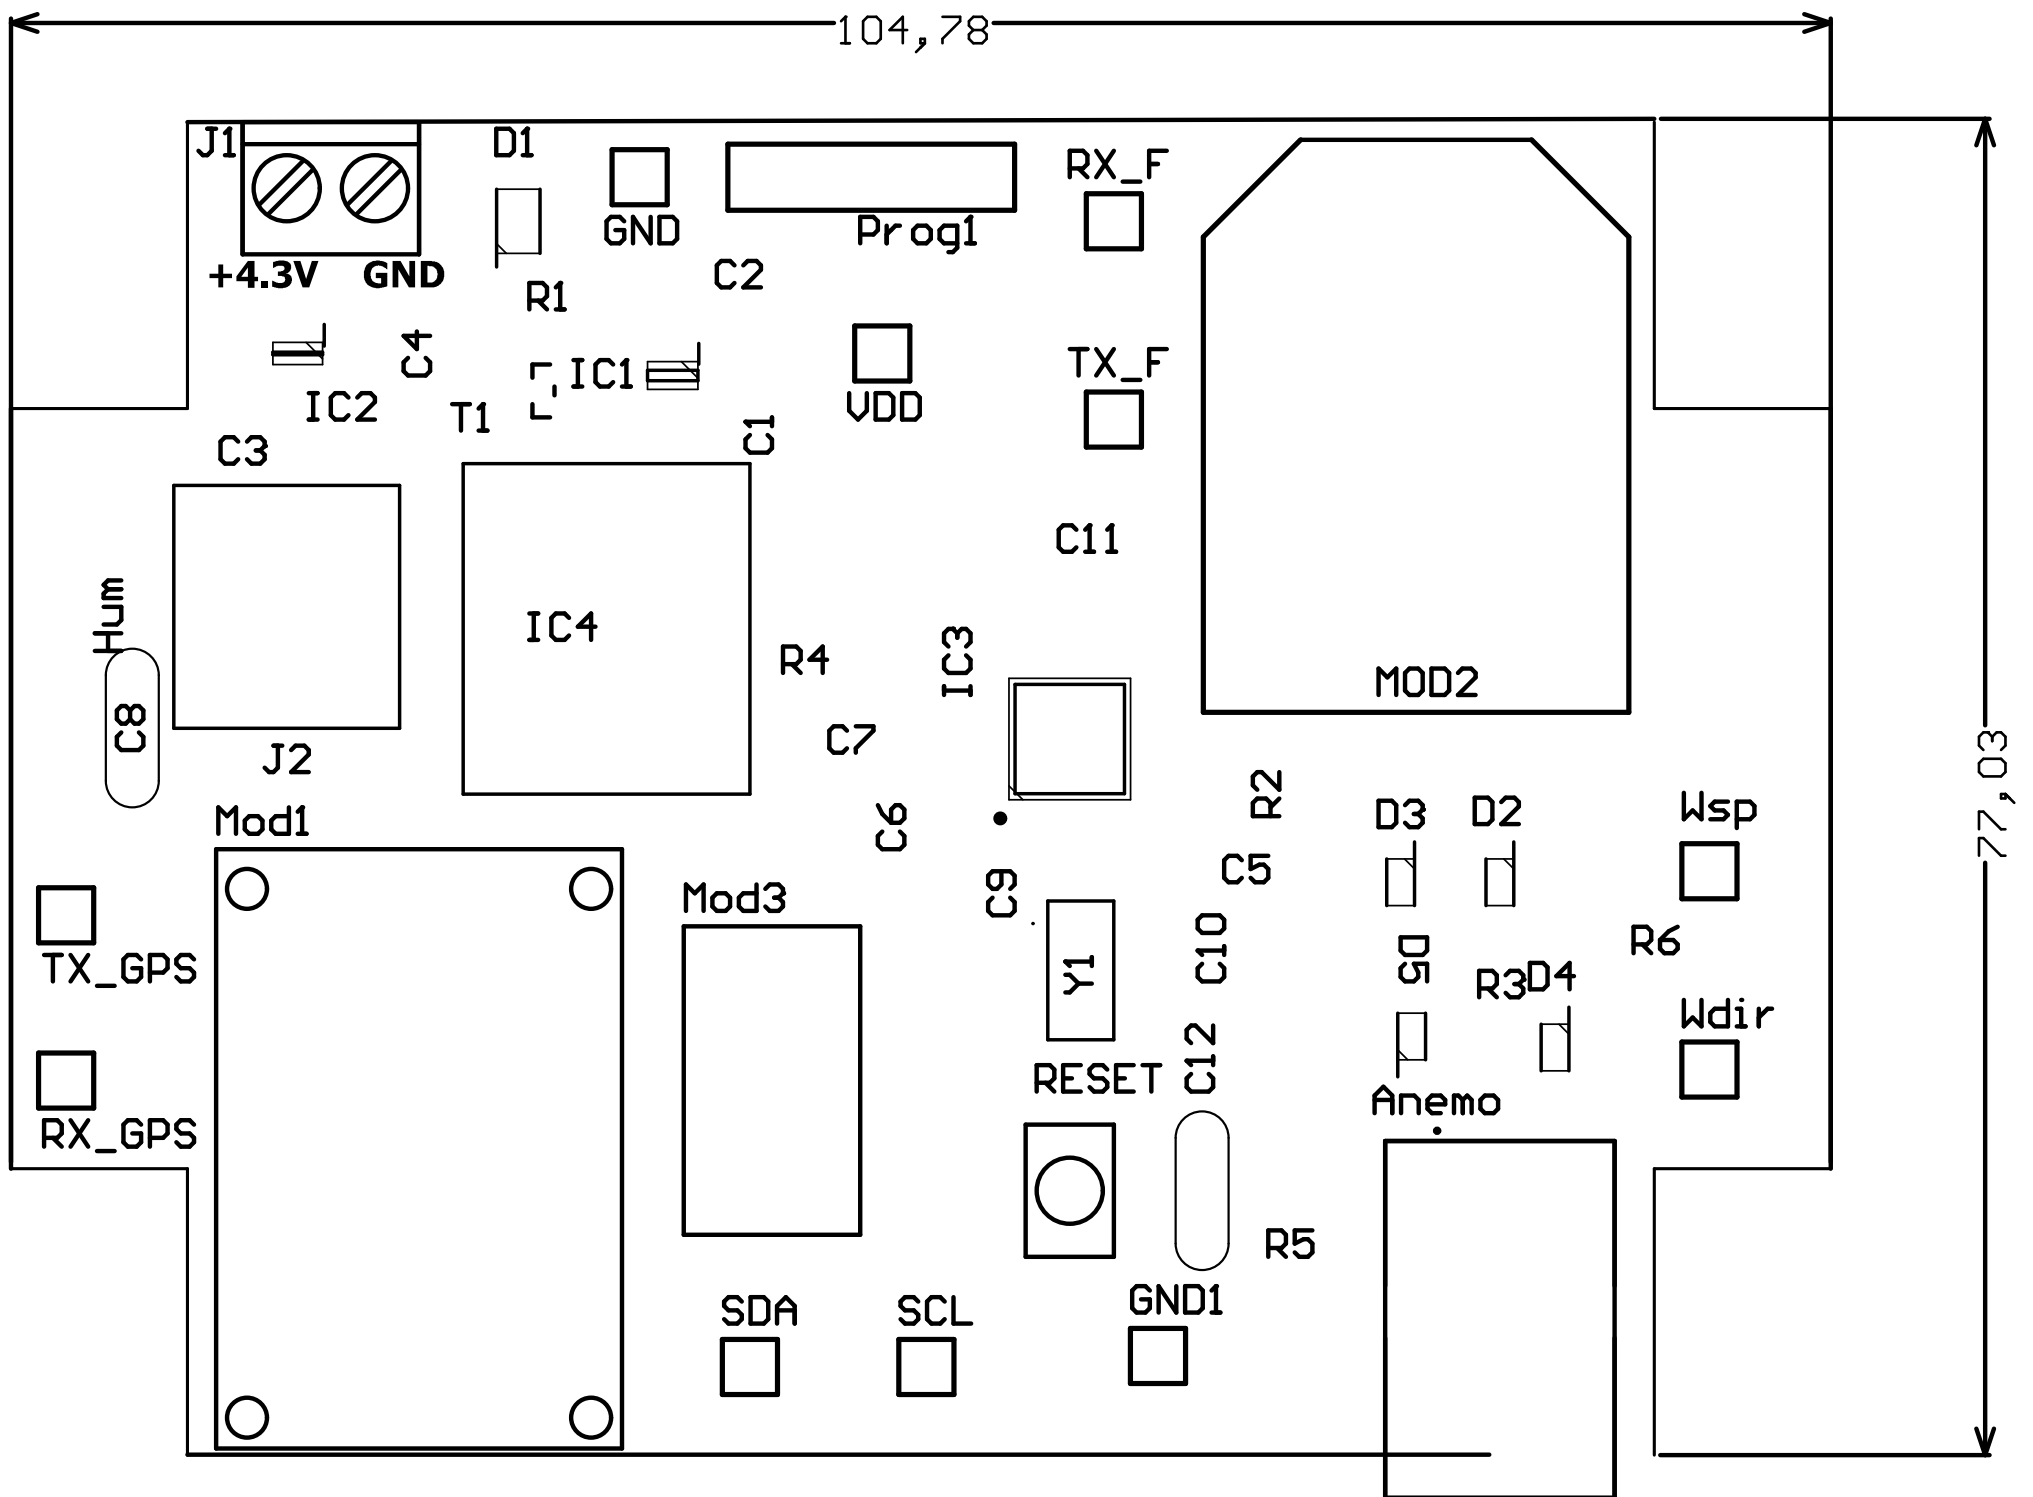 104,78
J1
D1
RX_F
GND
Prog1
+4.3V GND
C2
R1
C4
TX_F
IC1
IC2
T1
VDD
C1
C3
C11
Hum
IC4
IC3
R4
MOD2
C8
C7
J2
77,03
R2
Mod1
C6
D3
D2
Wsp
C5
C9
Mod3
C10
R6
D5
TX_GPS
Y1
R3
D4
Wdir
C12
RESET
Anemo
RX_GPS
R5
SDA
SCL
GND1